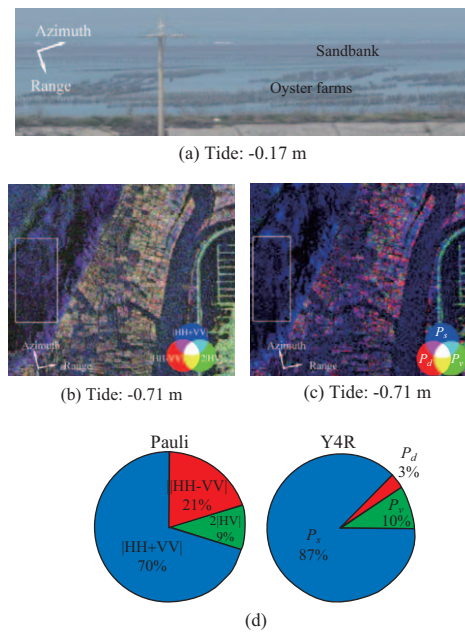 Azimuth
Range
Sandbank
Oyster farms
(a) Tide: -0.17 m
|HH+VV|
|HH-VV|
2|HV|
Azimuth
Range
(b) Tide: -0.71 m
Ps
Pd
Pv
Azimuth
Range
(c) Tide: -0.71 m
Pauli
||HH-VV|
21%
2|HV|
9%
|HH+VV|
70%
Y4R
Pd
3%
Pv
10%
Ps
87%
(d)